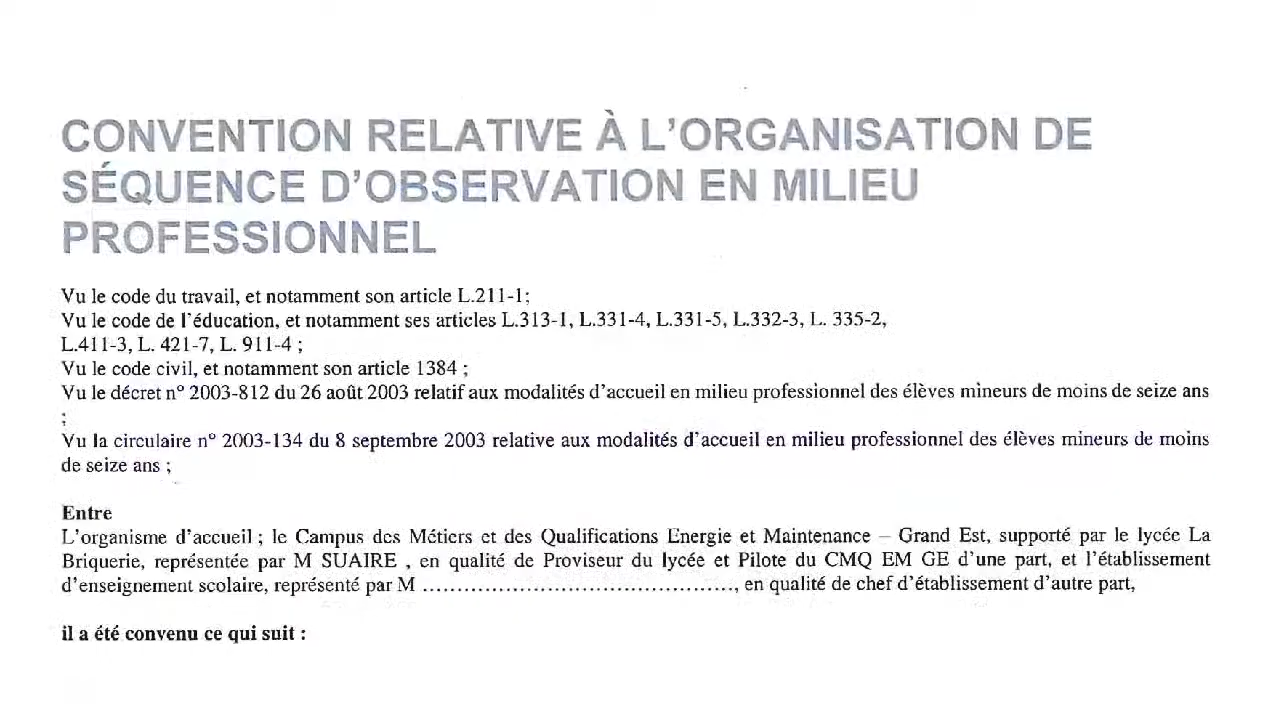 CONVENTION RELATIVE À L'ORGANISATION DE
SÉQUENCE D'OBSERVATION EN MILIEU
PROFESSIONNEL
Vu le code du travail, et notamment son article L.211-1;
Vu le code de l'éducation, et notamment ses articles L.313-1, L.331-4, L.331-5, L.332-3, L. 335-2,
L.411-3, L. 421-7, L. 911-4 ;
Vu le code civil, et notamment son article 1384 ;
Vu le décret n° 2003-812 du 26 août 2003 relatif aux modalités d'accueil en milieu professionnel des élèves mineurs de moins de seize ans
;
Vu la circulaire n° 2003-134 du 8 septembre 2003 relative aux modalités d'accueil en milieu professionnel des élèves mineurs de moins
de seize ans ;
Entre
L'organisme d'accueil ; le Campus des Métiers et des Qualifications Energie et Maintenance – Grand Est, supporté par le lycée La
Briquerie, représentée par M SUAIRE , en qualité de Proviseur du lycée et Pilote du CMQ EM GE d'une part, et l'établissement
d'enseignement scolaire, représenté par M ............................................, en qualité de chef d'établissement d'autre part,
il a été convenu ce qui suit :